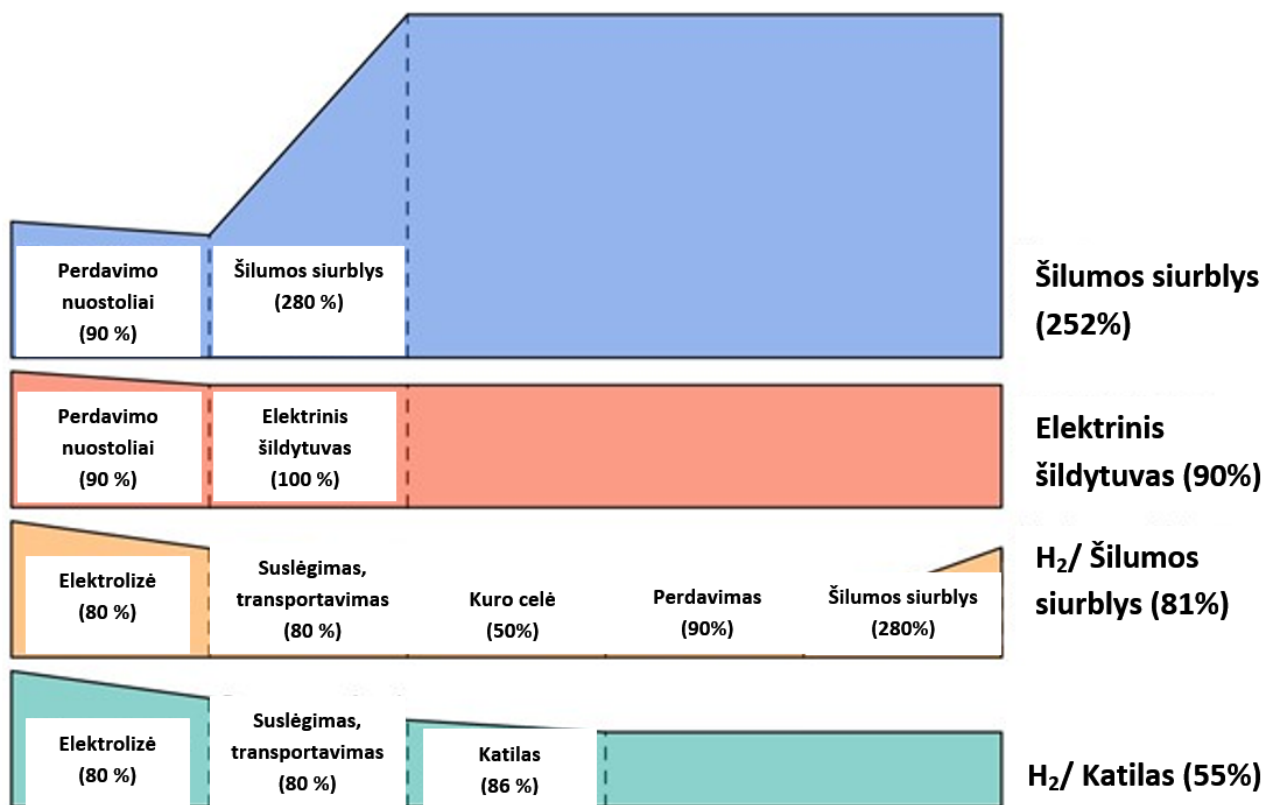 Perdavimo
nuostoliai
(90 %)
Šilumos siurblys
(280 %)
Šilumos siurblys
(252%)
Perdavimo
nuostoliai
(90 %)
Elektrinis
šildytuvas
(100 %)
Elektrinis
šildytuvas (90%)
Elektrolizė
(80 %)
Suslėgimas,
transportavimas
(80 %)
Kuro celė
(50%)
Perdavimas
(90%)
Šilumos siurblys
(280%)
H₂/ Šilumos
siurblys (81%)
Elektrolizė
(80 %)
Suslėgimas,
transportavimas
(80 %)
Katilas
(86 %)
H₂/ Katilas (55%)